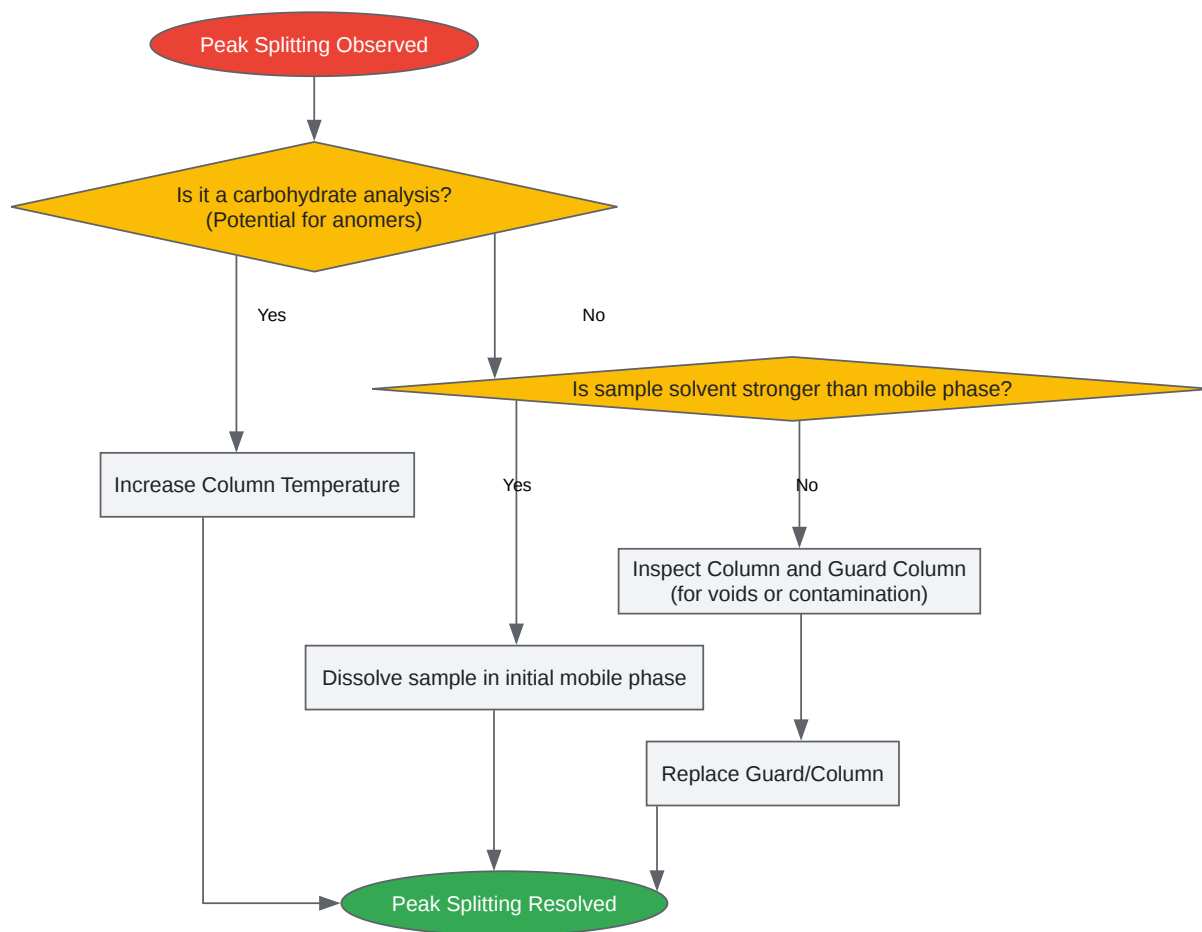 Peak Splitting Observed
Is it a carbohydrate analysis?
(Potential for anomers)
Yes
No
Is sample solvent stronger than mobile phase?
Increase Column Temperature
Yes
No
Inspect Column and Guard Column
(for voids or contamination)
Dissolve sample in initial mobile phase
Replace Guard/Column
Peak Splitting Resolved